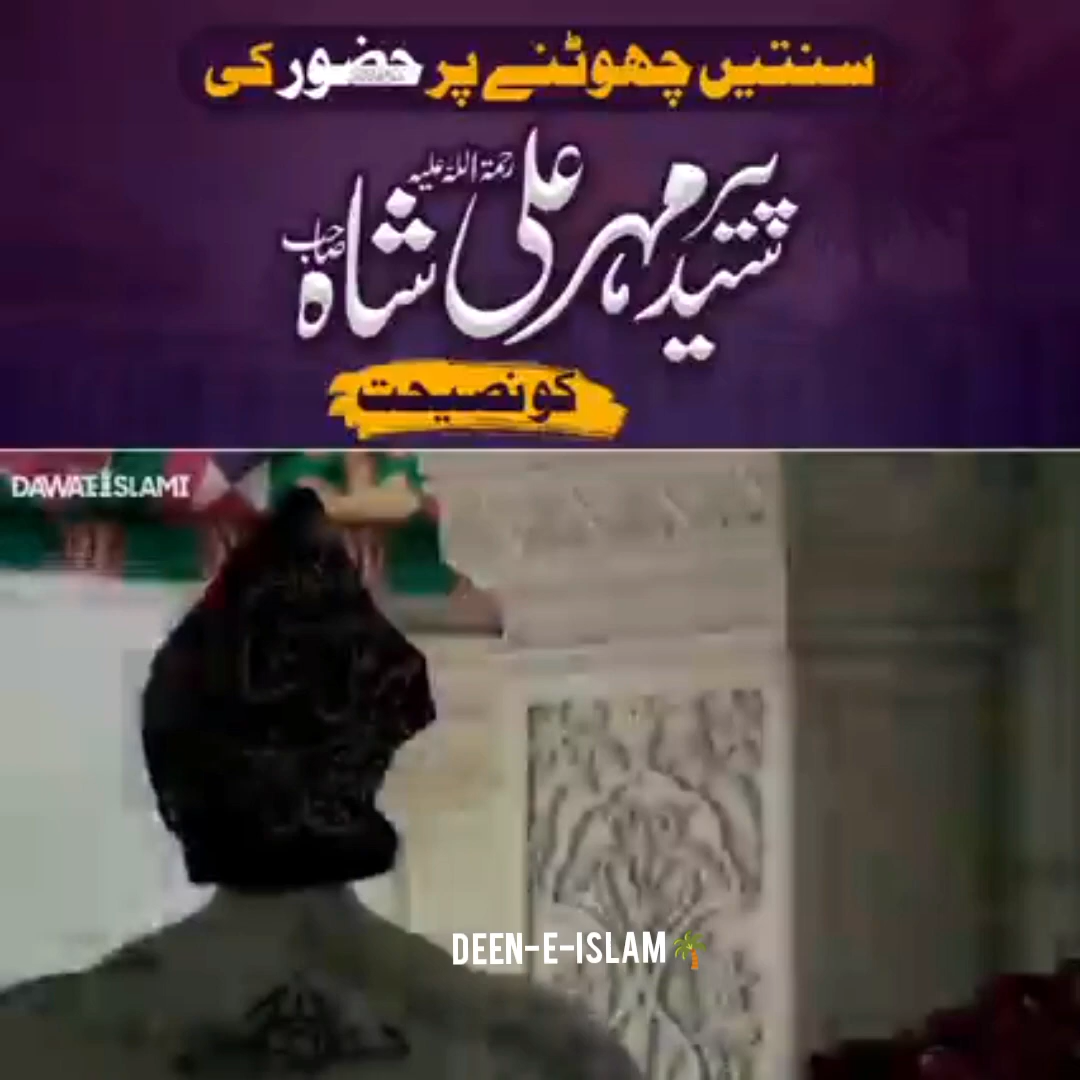 سنتیں چھوٹنے پر حضور کی
پیر سید مہر علی شاہ صاحب رحمۃ اللہ علیہ
کو نصیحت
DAWATEISLAMI
DEEN-E-ISLAM🌴